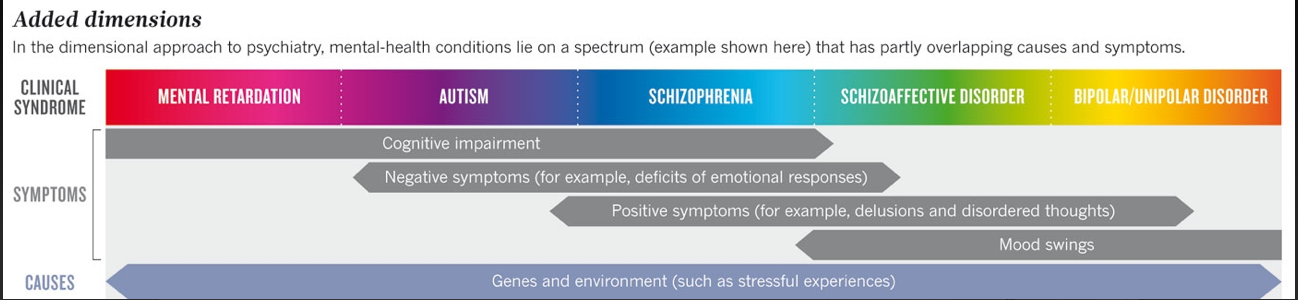 Added dimensions
In the dimensional approach to psychiatry, mental-health conditions lie on a spectrum (example shown here) that has partly overlapping causes and symptoms.
CLINICAL
SYNDROME
MENTAL RETARDATION
AUTISM
SCHIZOPHRENIA
SCHIZOAFFECTIVE DISORDER
BIPOLAR/UNIPOLAR DISORDER
SYMPTOMS
Cognitive impairment
Negative symptoms (for example, deficits of emotional responses)
Positive symptoms (for example, delusions and disordered thoughts)
Mood swings
CAUSES
Genes and environment (such as stressful experiences)